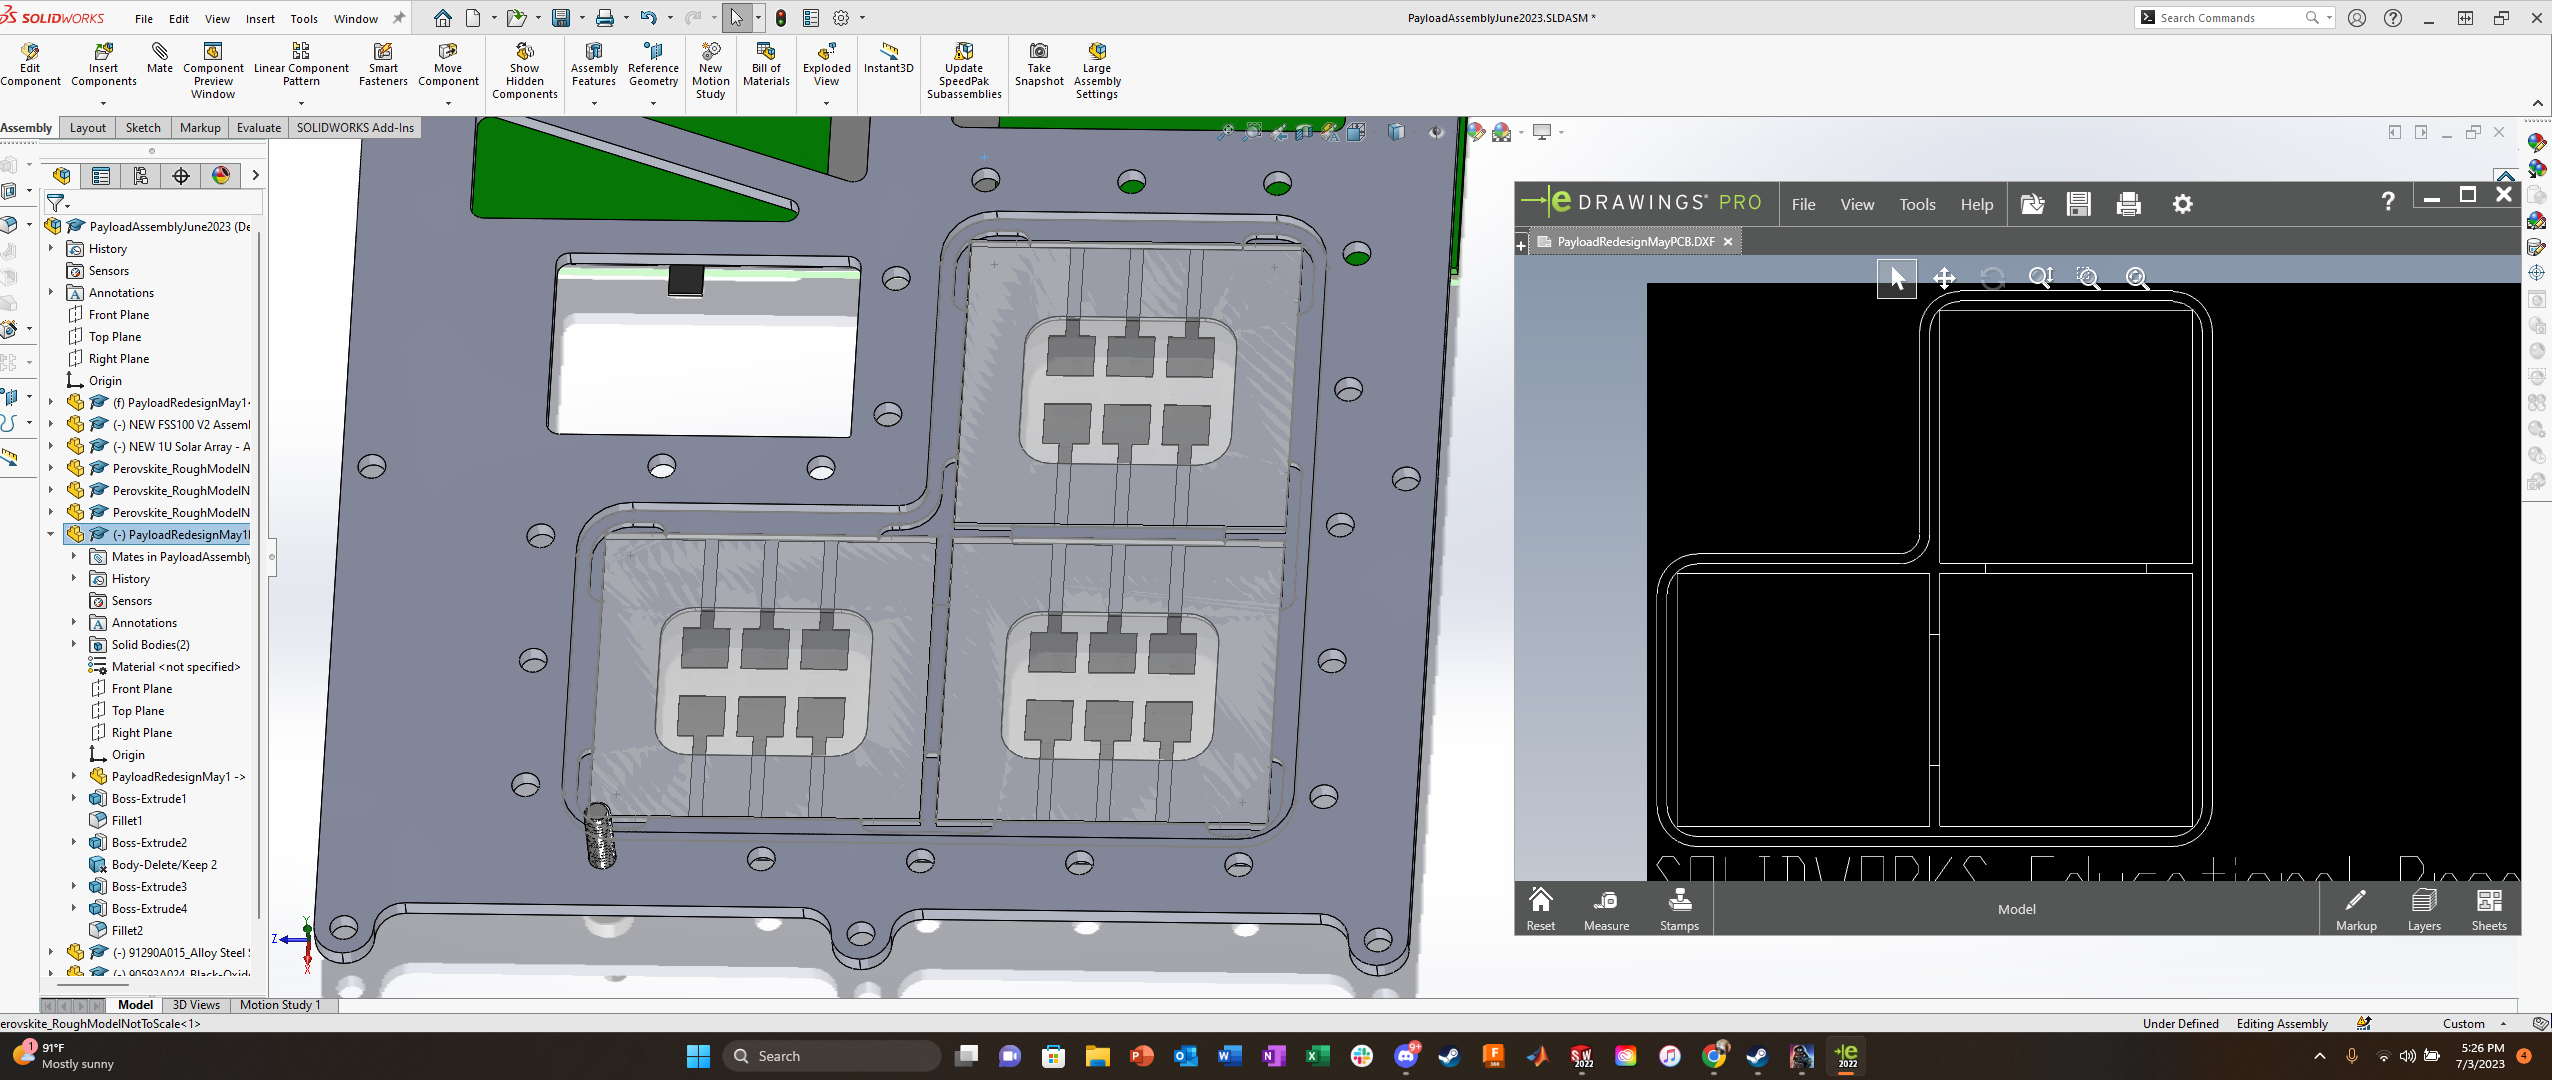 SOLIDWORKS File Edit View Insert Tools Window
PayloadAssemblyJune2023.SLDASM *
Search Commands
Edit Component
Insert Components
Mate
Component Preview Window
Linear Component Pattern
Smart Fasteners
Move Component
Show Hidden Components
Assembly Features
Reference Geometry
New Motion Study
Bill of Materials
Exploded View
Instant3D
Update SpeedPak Subassemblies
Take Snapshot
Large Assembly Settings
Assembly Layout Sketch Markup Evaluate SOLIDWORKS Add-Ins
PayloadAssemblyJune2023 (De
History
Sensors
Annotations
Front Plane
Top Plane
Right Plane
Origin
(f) PayloadRedesignMay1
(-) NEW FSS100 V2 Assem
(-) NEW 1U Solar Array - A
Perovskite_RoughModelN
Perovskite_RoughModelN
Perovskite_RoughModelN
(-) PayloadRedesignMay1
Mates in PayloadAssembly
History
Sensors
Annotations
Solid Bodies(2)
Material <not specified>
Front Plane
Top Plane
Right Plane
Origin
PayloadRedesignMay1 ->
Boss-Extrude1
Fillet1
Boss-Extrude2
Body-Delete/Keep 2
Boss-Extrude3
Boss-Extrude4
Fillet2
(-) 91290A015_Alloy Steel
(-) 90593A024_Black-Oxid
Y
Z
X
eDRAWINGS® PRO File View Tools Help ?
PayloadRedesignMayPCB.DXF
SOLIDWORKS Educational Prod
Reset Measure Stamps Model Markup Layers Sheets
Model 3D Views Motion Study 1
erovskite_RoughModelNotToScale<1>
Under Defined Editing Assembly Custom
1
91°F
Mostly sunny
Search
9+
SW 2022
e 2022
5:26 PM
7/3/2023
4